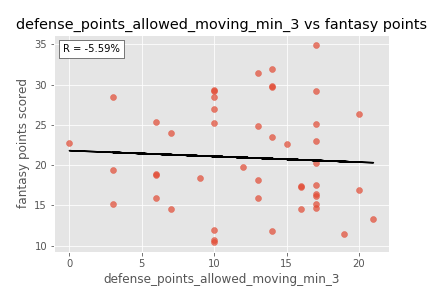 defense_points_allowed_moving_min_3 vs fantasy points
R = -5.59%
fantasy points scored
35
30
25
20
15
10
0 5 10 15 20
defense_points_allowed_moving_min_3